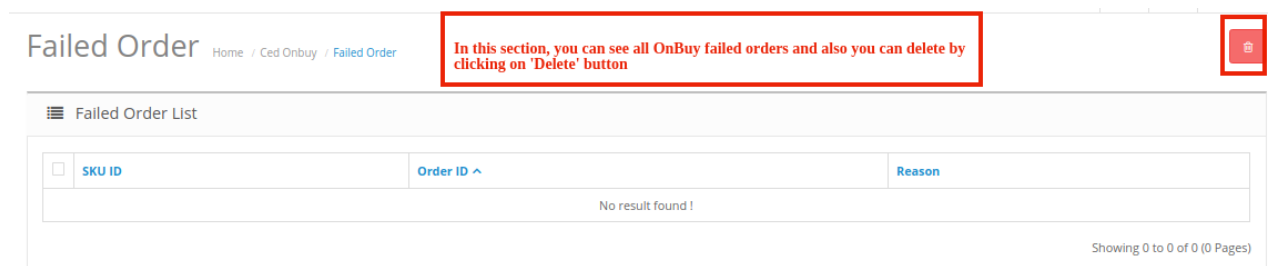 Failed Order Home / Ced Onbuy / Failed Order
In this section, you can see all OnBuy failed orders and also you can delete by
clicking on 'Delete' button
Failed Order List
SKU ID Order ID Reason
No result found !
Showing 0 to 0 of 0 (0 Pages)